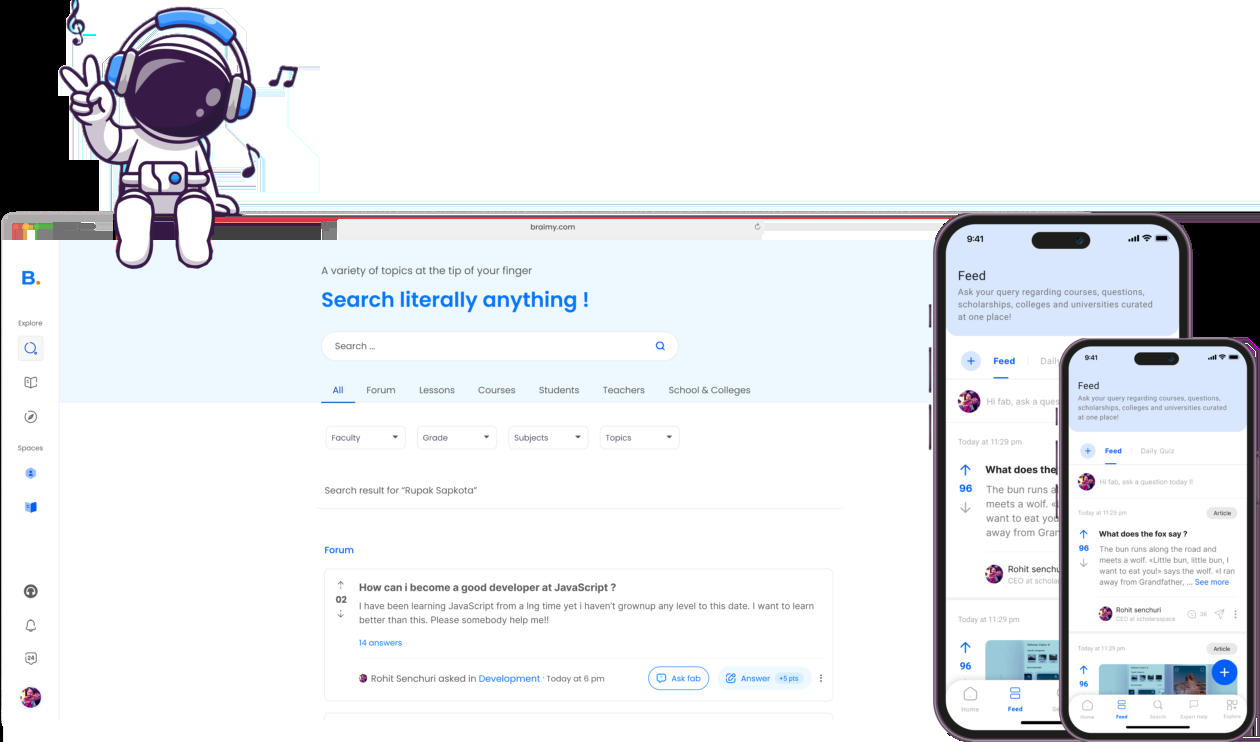 braimy.com
B.
Explore
Spaces
24
A variety of topics at the tip of your finger
Search literally anything !
Search ...
All Forum Lessons Courses Students Teachers School & Colleges
Faculty Grade Subjects Topics
Search result for “Rupak Sapkota”
Forum
02
How can i become a good developer at JavaScript ?
I have been learning JavaScript from a lng time yet i haven’t grownup any level to this date. I want to learn
better than this. Please somebody help me!!
14 answers
Rohit Senchuri asked in Development · Today at 6 pm
Ask fab
Answer +5 pts
9:41
Feed
Ask your query regarding courses, questions,
scholarships, colleges and universities curated
at one place!
+ Feed Daily
Hi fab, ask a ques
Today at 11:29 pm
What does the
96
The bun runs a
meets a wolf. «
want to eat you
away from Gran
Rohit senchu
CEO at schola
Today at 11:29 pm
96
Home Feed
9:41
Feed
Ask your query regarding courses, questions,
scholarships, colleges and universities curated
at one place!
+ Feed Daily Quiz
Hi fab, ask a question today !!
Today at 11:29 pm Article
What does the fox say ?
96
The bun runs along the road and
meets a wolf. «Little bun, little bun, I
want to eat you!» says the wolf. «I ran
away from Grandfather, ... See more
Rohit senchuri
CEO at scholarsspace
36
Today at 11:29 pm Article
96
+
Home Feed Search Expert Help Explore